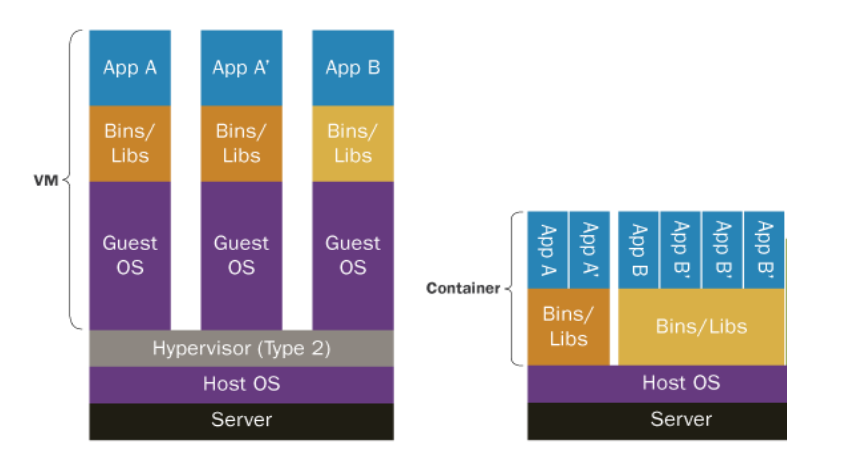 VM
App A
App A'
App B
Bins/
Libs
Bins/
Libs
Bins/
Libs
Guest
OS
Guest
OS
Guest
OS
Hypervisor (Type 2)
Host OS
Server
Container
App A
App A'
App B
App B'
App B'
App B'
Bins/
Libs
Bins/Libs
Host OS
Server